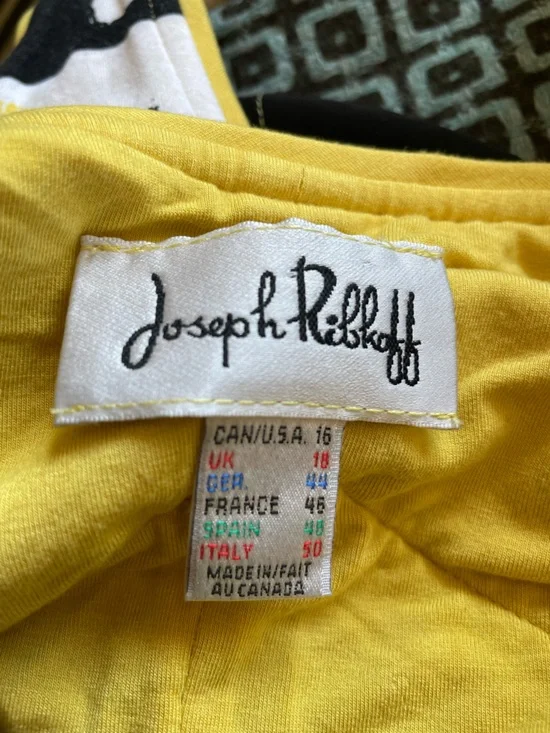 Joseph Ribkoff
CAN/U.S.A. 16
UK 18
GER. 44
FRANCE 46
SPAIN 48
ITALY 50
MADE IN/FAIT
AU CANADA